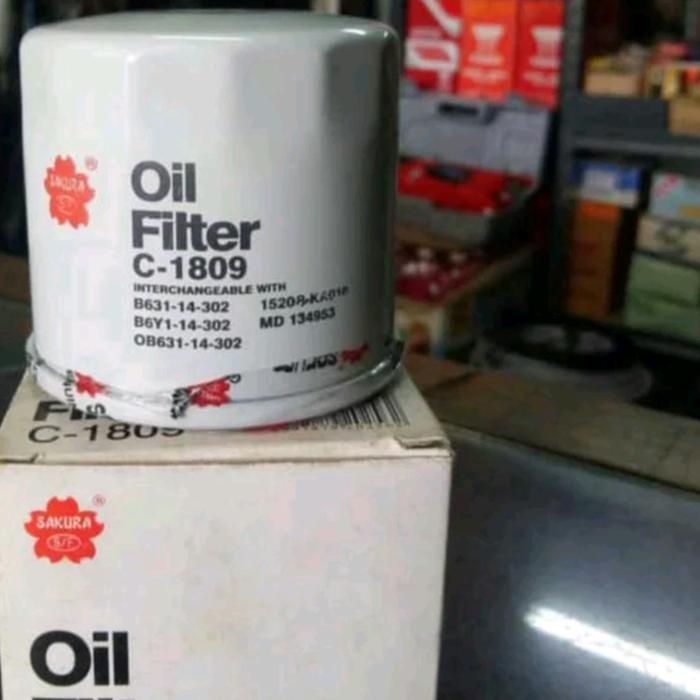 SAKURA
®
Oil
Filter
C-1809
INTERCHANGEABLE WITH
B631-14-302 15208-KA010
B6Y1-14-302 MD 134953
OB631-14-302
C-1809
SAKURA
S/F
®
Oil